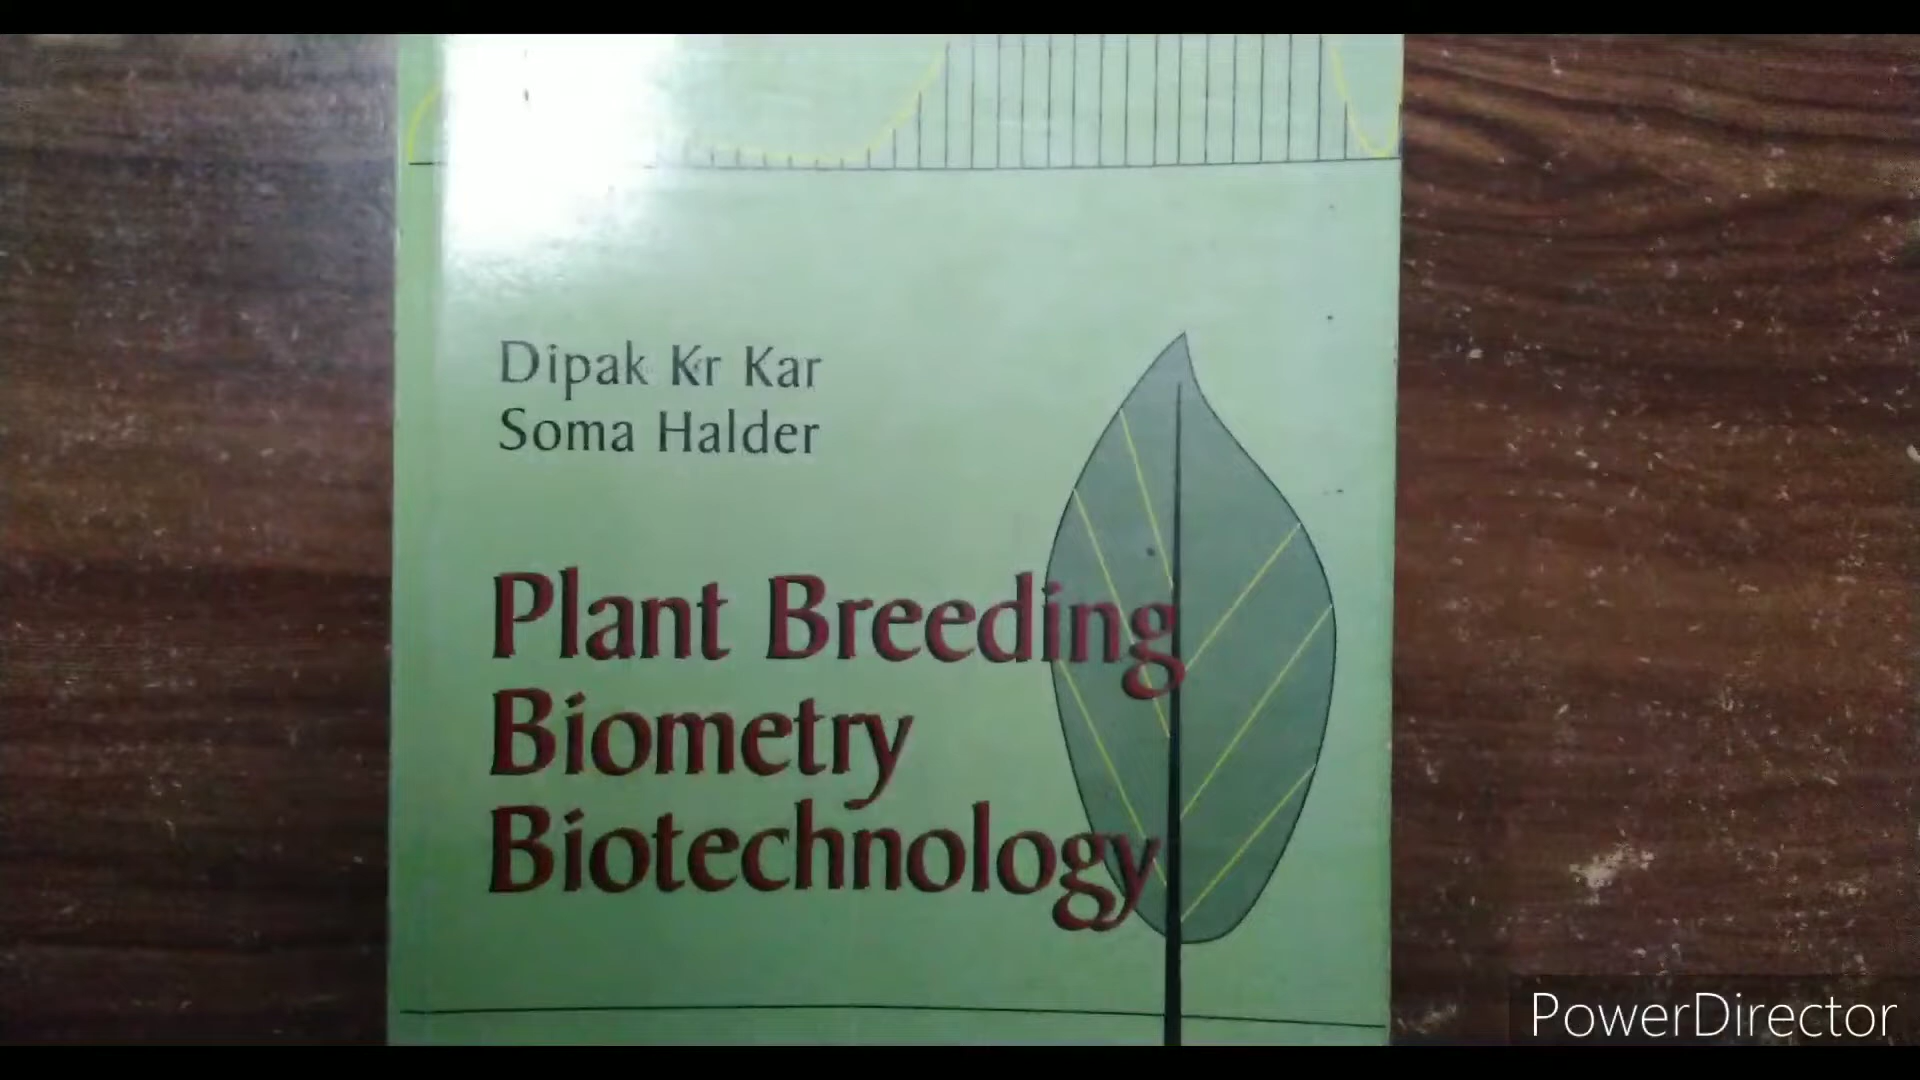 Dipak Kr Kar
Soma Halder
Plant Breeding
Biometry
Biotechnology
PowerDirector